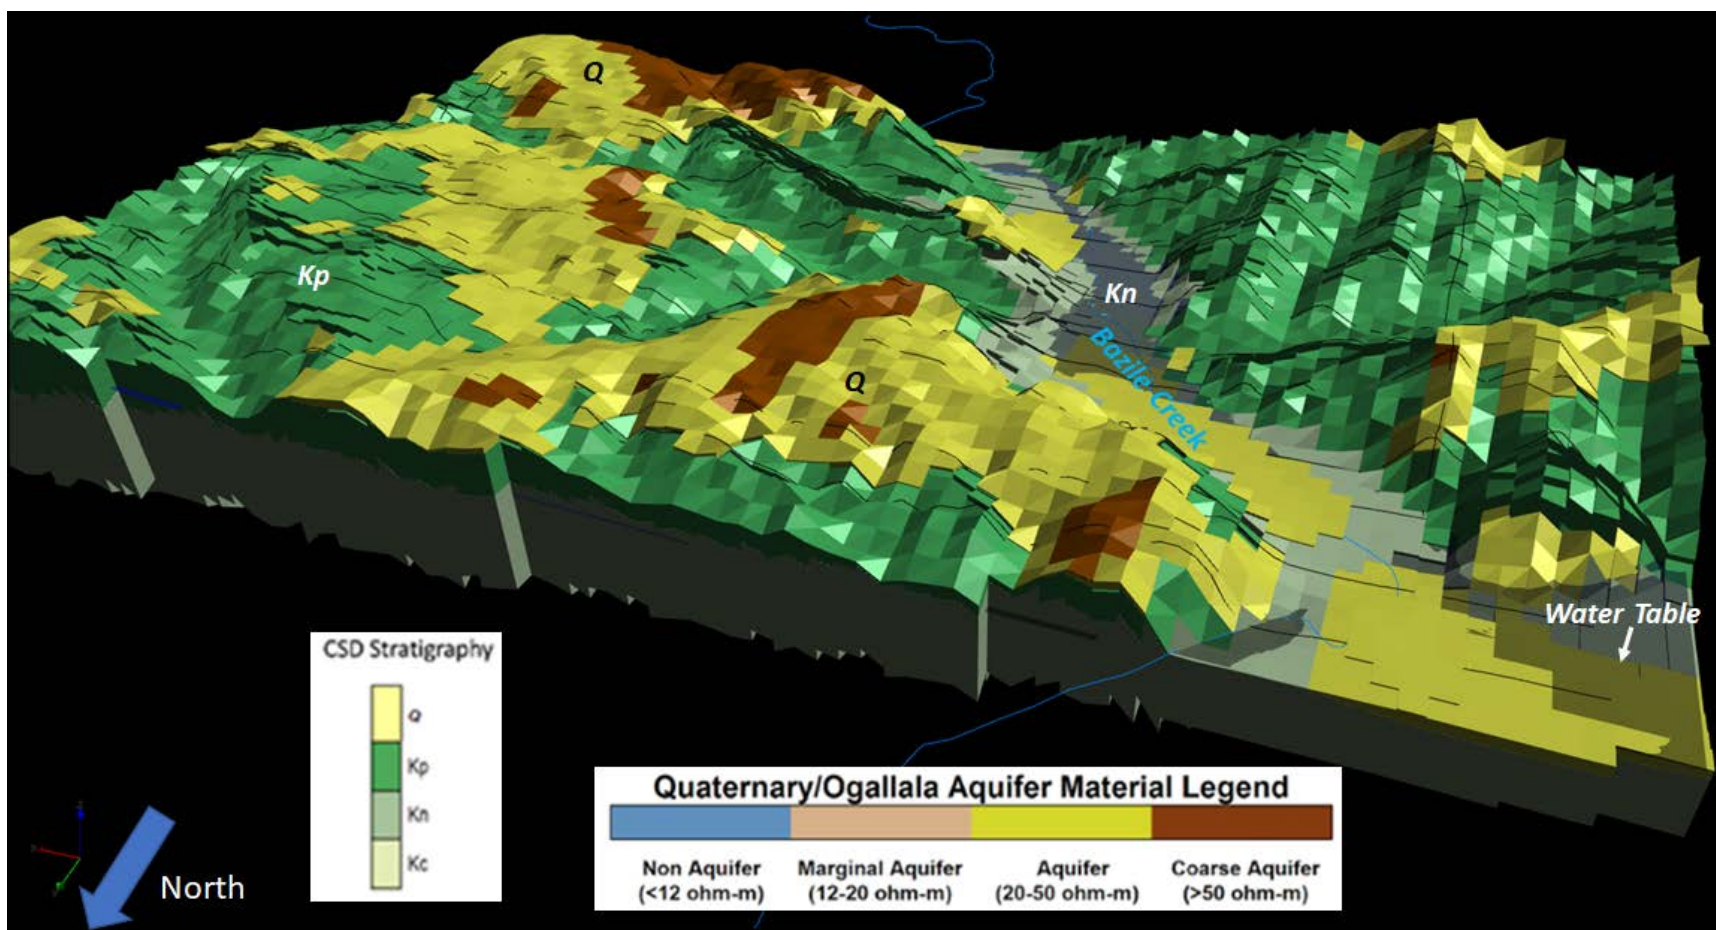 Q
Kp
Kn
Bazile Creek
Q
Water Table
CSD Stratigraphy
Q
Kp
Kn
Kc
Quaternary/Ogallala Aquifer Material Legend
Non Aquifer Marginal Aquifer Aquifer Coarse Aquifer
(<12 ohm-m) (12-20 ohm-m) (20-50 ohm-m) (>50 ohm-m)
North